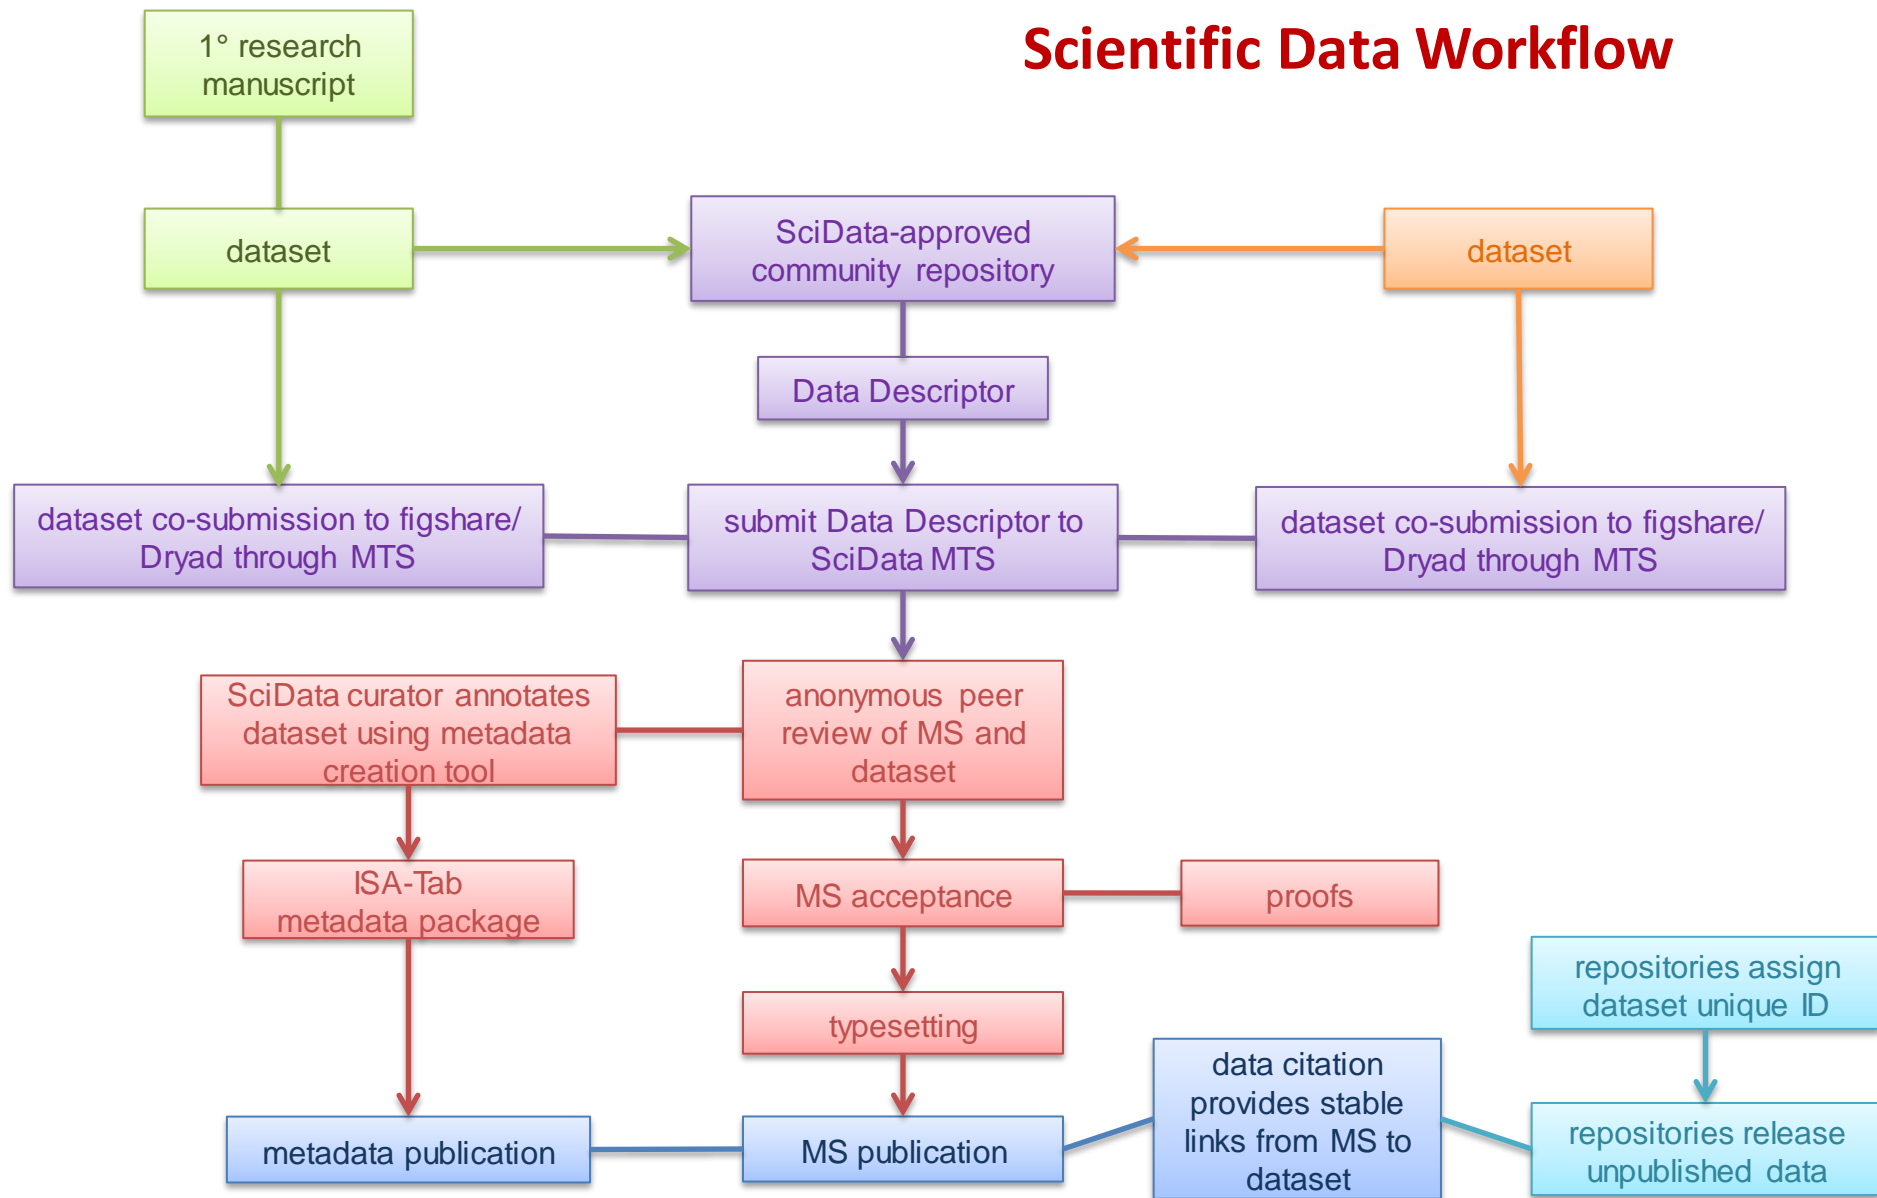 Scientific Data Workflow
1° research
manuscript
dataset
SciData-approved
community repository
dataset
Data Descriptor
dataset co-submission to figshare/
Dryad through MTS
submit Data Descriptor to
SciData MTS
dataset co-submission to figshare/
Dryad through MTS
SciData curator annotates
dataset using metadata
creation tool
anonymous peer
review of MS and
dataset
ISA-Tab
metadata package
MS acceptance
proofs
typesetting
repositories assign
dataset unique ID
metadata publication
MS publication
data citation
provides stable
links from MS to
dataset
repositories release
unpublished data